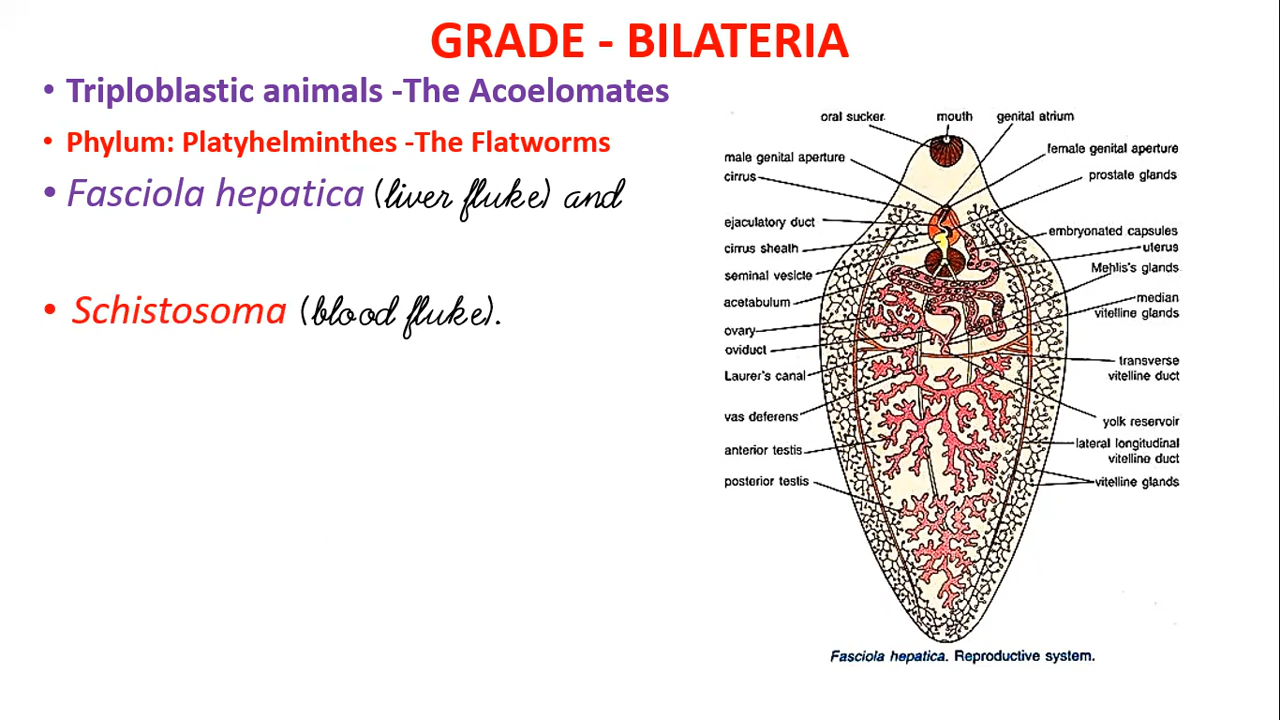 GRADE - BILATERIA
• Triploblastic animals -The Acoelomates
• Phylum: Platyhelminthes -The Flatworms
• Fasciola hepatica (liver fluke) and
• Schistosoma (blood fluke).
oral sucker
mouth
genital atrium
male genital aperture
cirrus
ejaculatory duct
cirrus sheath
seminal vesicle
acetabulum
ovary
oviduct
Laurer's canal
vas deferens
anterior testis
posterior testis
female genital aperture
prostate glands
embryonated capsules
uterus
Mehlis's glands
median
vitelline glands
transverse
vitelline duct
yolk reservoir
lateral longitudinal
vitelline duct
vitelline glands
Fasciola hepatica. Reproductive system.